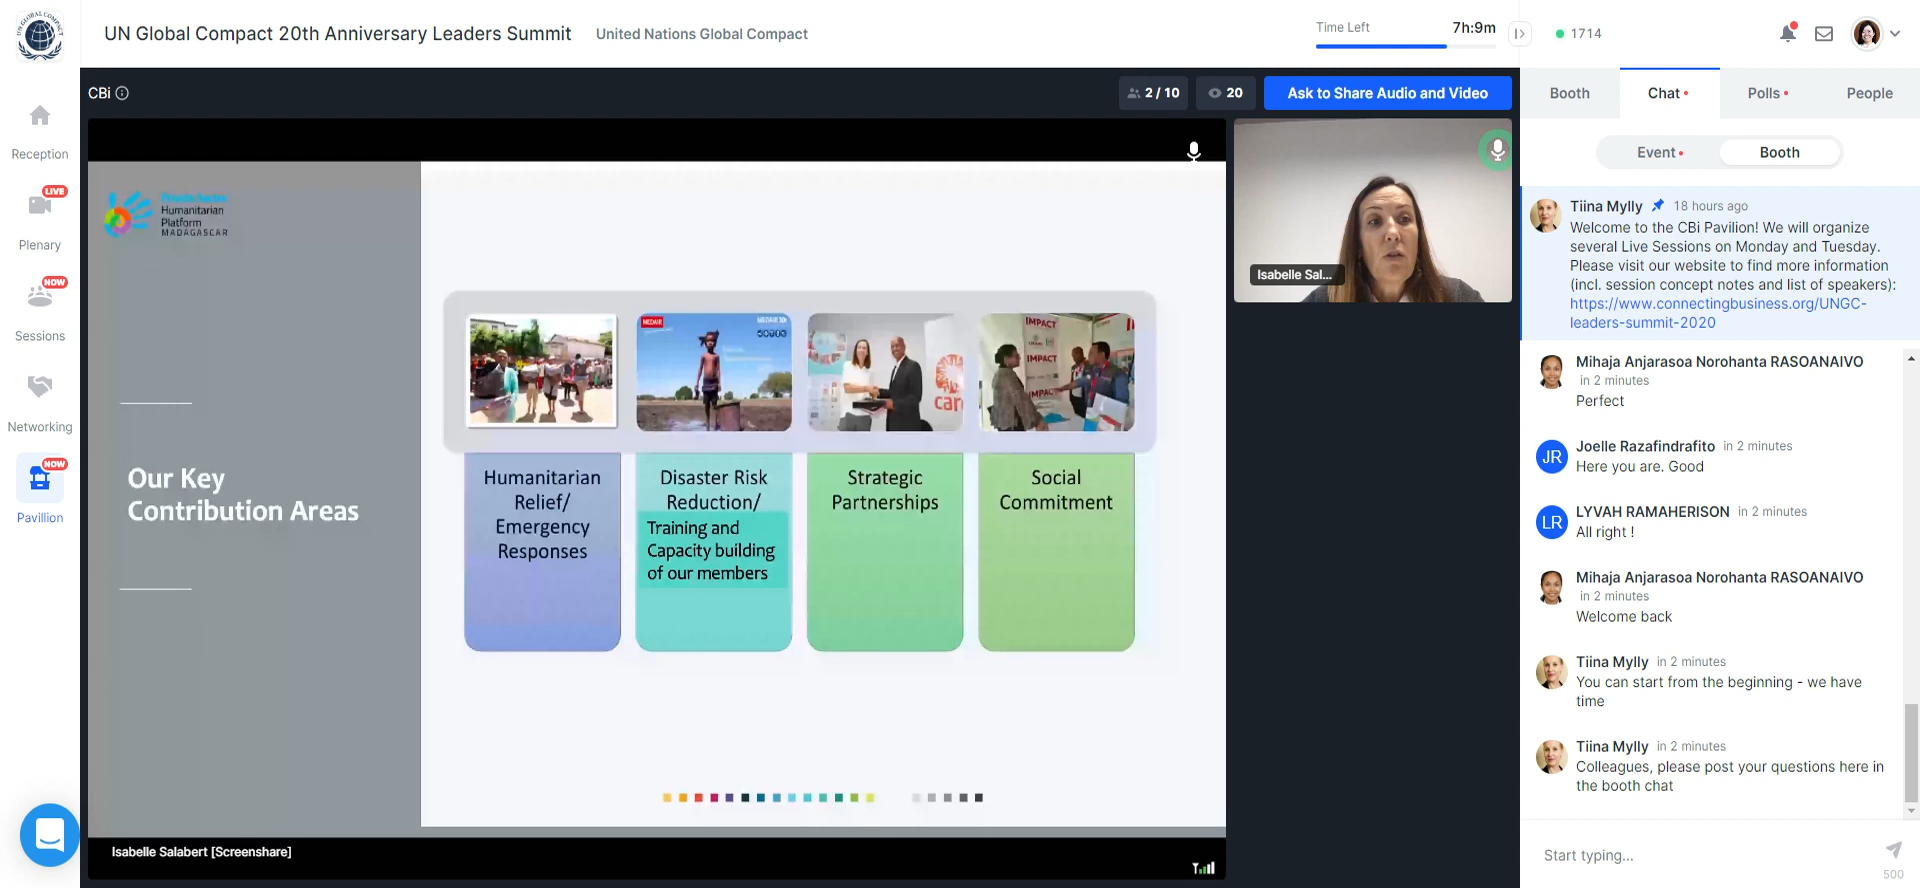 UN GLOBAL COMPACT
UN Global Compact 20th Anniversary Leaders Summit
United Nations Global Compact
Time Left
7h:9m
1714
Reception
LIVE
Plenary
NOW
Sessions
Networking
NOW
Pavillion
CBi
2 / 10
20
Ask to Share Audio and Video
Humanitarian
Platform
MADAGASCAR
Our Key
Contribution Areas
MEDAIR
care
IMPACT
IMPACT
IMPACT
Humanitarian
Relief/
Emergency
Responses
Disaster Risk
Reduction/
Training and
Capacity building
of our members
Strategic
Partnerships
Social
Commitment
Isabelle Salabert [Screenshare]
Isabelle Sal...
Booth
Chat
Polls
People
Event
Booth
Tiina Mylly 18 hours ago
Welcome to the CBi Pavilion! We will organize
several Live Sessions on Monday and Tuesday.
Please visit our website to find more information
(incl. session concept notes and list of speakers):
https://www.connectingbusiness.org/UNGC-
leaders-summit-2020
Mihaja Anjarasoa Norohanta RASOANAIVO
in 2 minutes
Perfect
JR
Joelle Razafindrafito in 2 minutes
Here you are. Good
LR
LYVAH RAMAHERISON in 2 minutes
All right !
Mihaja Anjarasoa Norohanta RASOANAIVO
in 2 minutes
Welcome back
Tiina Mylly in 2 minutes
You can start from the beginning - we have
time
Tiina Mylly in 2 minutes
Colleagues, please post your questions here in
the booth chat
Start typing...
500